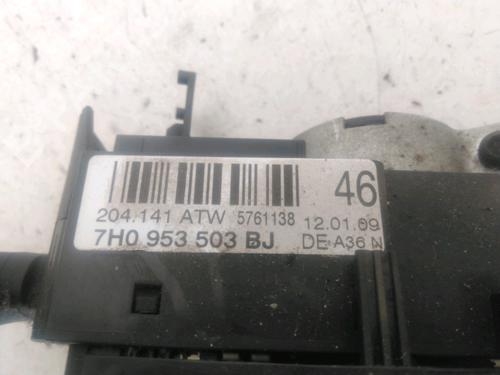 46
204.141 ATW 5761138 12.01.09
7H0 953 503 BJ DE A36 N